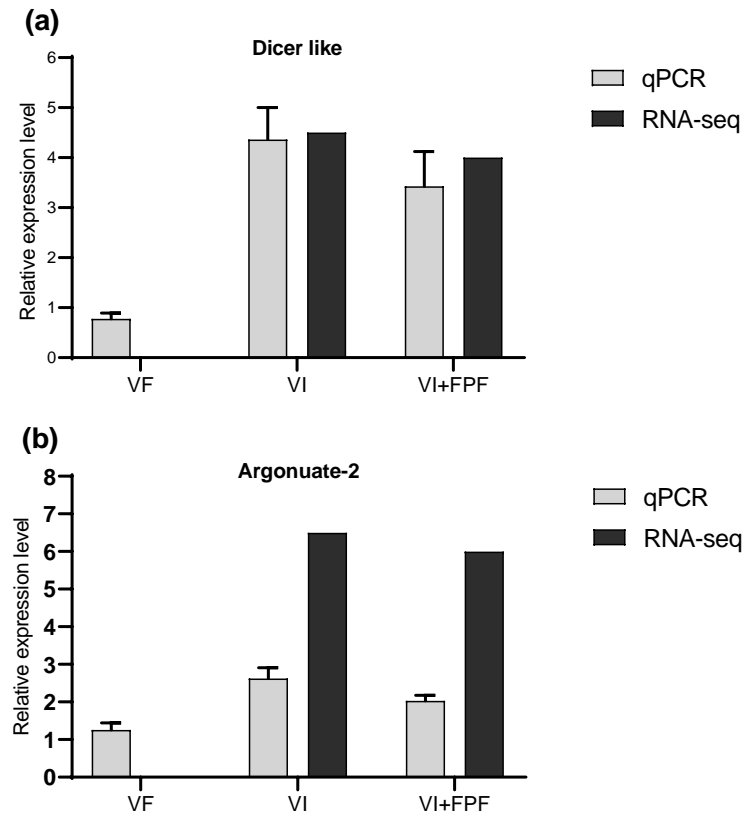 (a)
Dicer like
Relative expression level
6
5
4
3
2
1
0
VF
VI
VI+FPF
qPCR
RNA-seq
(b)
Argonuate-2
Relative expression level
8
7
6
5
4
3
2
1
0
VF
VI
VI+FPF
qPCR
RNA-seq